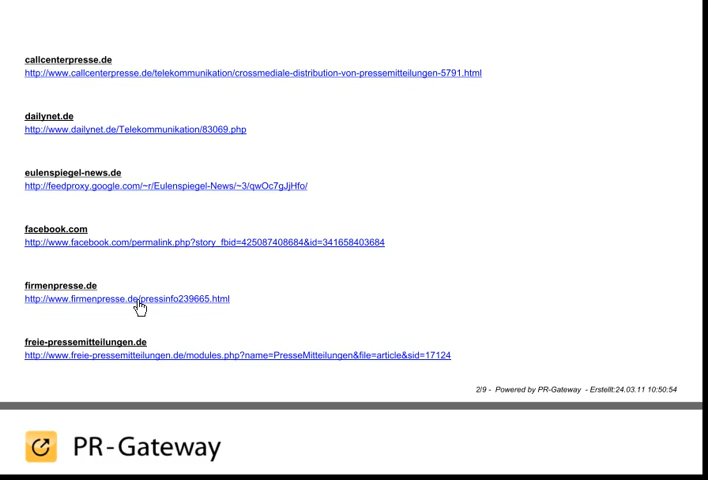 callcenterpresse.de
http://www.callcenterpresse.de/telekommunikation/crossmediale-distribution-von-pressemitteilungen-5791.html
dailynet.de
http://www.dailynet.de/Telekommunikation/83069.php
eulenspiegel-news.de
http://feedproxy.google.com/~r/Eulenspiegel-News/~3/qwOc7gJjHfo/
facebook.com
http://www.facebook.com/permalink.php?story_fbid=425087408684&id=341658403684
firmenpresse.de
http://www.firmenpresse.de/pressinfo239665.html
freie-pressemitteilungen.de
http://www.freie-pressemitteilungen.de/modules.php?name=PresseMitteilungen&file=article&sid=17124
2/9 - Powered by PR-Gateway - Erstellt:24.03.11 10:50:54
PR-Gateway